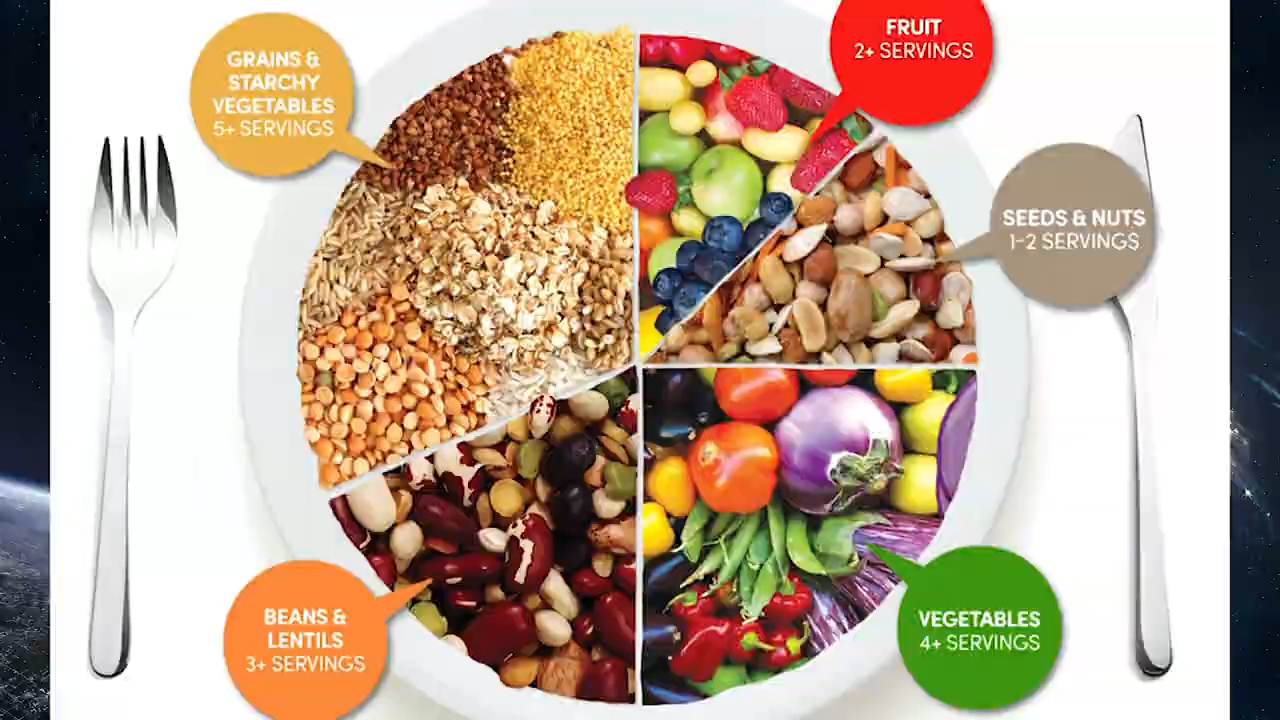 GRAINS &
STARCHY
VEGETABLES
5+ SERVINGS
FRUIT
2+ SERVINGS
SEEDS & NUTS
1-2 SERVINGS
BEANS &
LENTILS
3+ SERVINGS
VEGETABLES
4+ SERVINGS